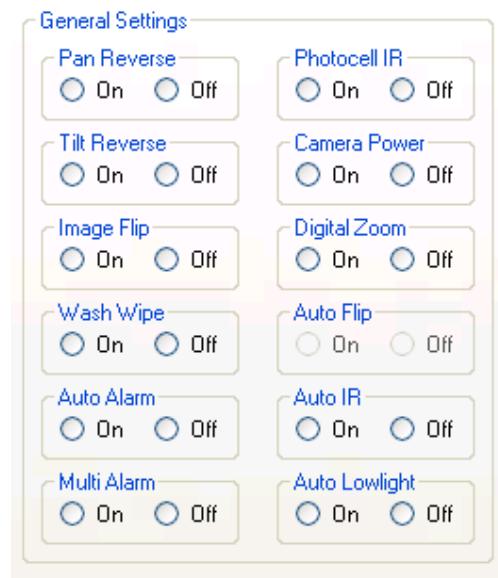 General Settings
Pan Reverse Photocell IR
On Off On Off
Tilt Reverse Camera Power
On Off On Off
Image Flip Digital Zoom
On Off On Off
Wash Wipe Auto Flip
On Off On Off
Auto Alarm Auto IR
On Off On Off
Multi Alarm Auto Lowlight
On Off On Off